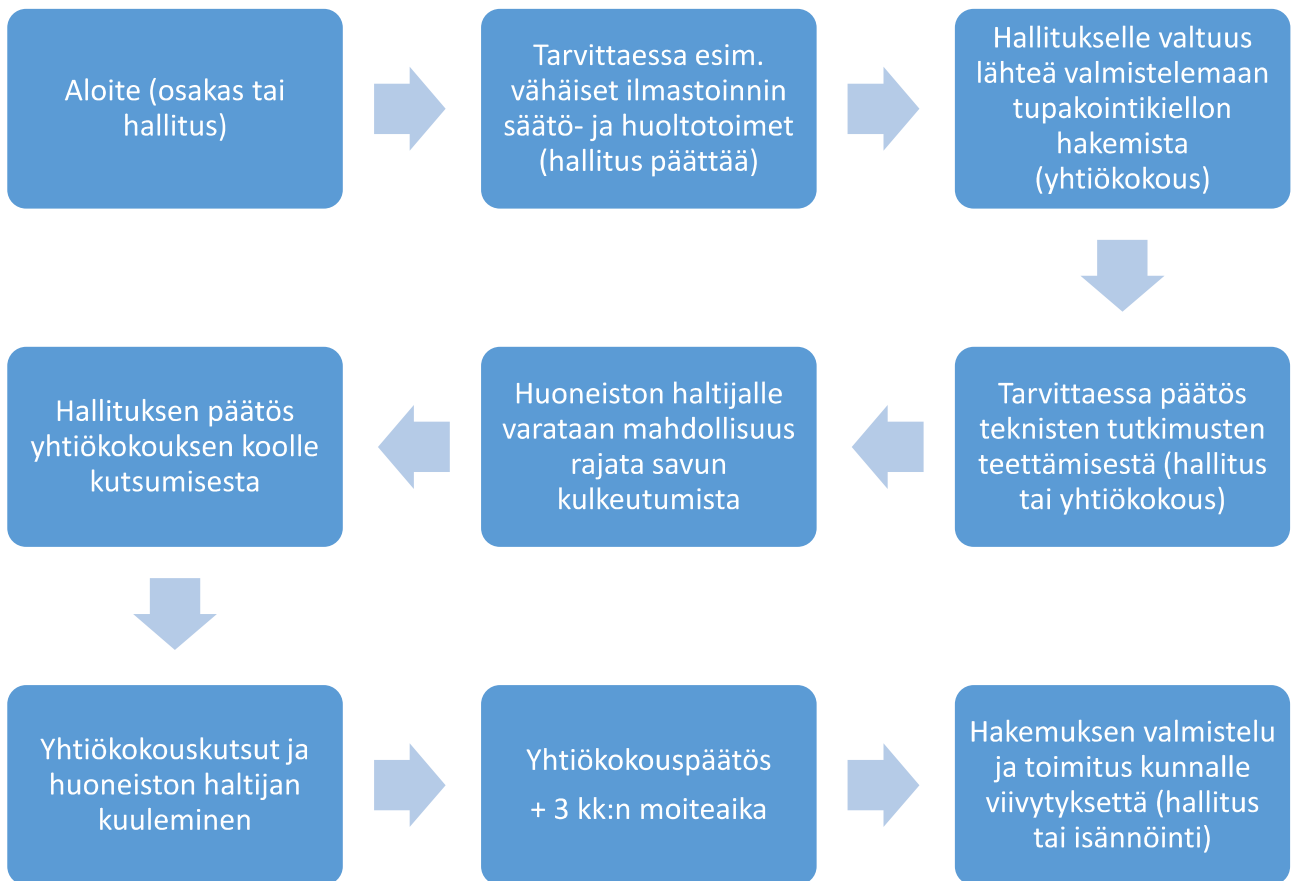 Aloite (osakas tai
hallitus)
Tarvittaessa esim.
vähäiset ilmastoinnin
säätö- ja huoltotoimet
(hallitus päättää)
Hallitukselle valtuus
lähteä valmistelemaan
tupakointikiellon
hakemista
(yhtiökokous)
Tarvittaessa päätös
teknisten tutkimusten
teettämisestä (hallitus
tai yhtiökokous)
Huoneiston haltijalle
varataan mahdollisuus
rajata savun
kulkeutumista
Hallituksen päätös
yhtiökokouksen koolle
kutsumisesta
Yhtiökokouskutsut ja
huoneiston haltijan
kuuleminen
Yhtiökokouspäätös
+ 3 kk:n moiteaika
Hakemuksen valmistelu
ja toimitus kunnalle
viivytyksettä (hallitus
tai isännöinti)